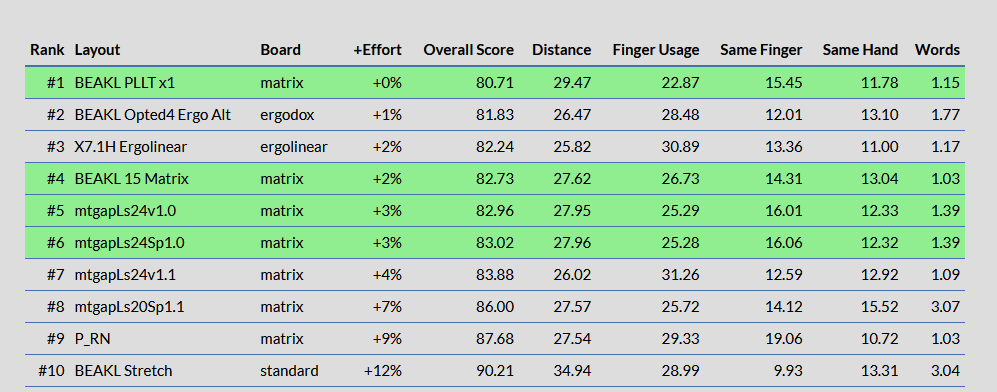 Rank Layout Board +Effort Overall Score Distance Finger Usage Same Finger Same Hand Words
#1 BEAKL PLLT x1 matrix +0% 80.71 29.47 22.87 15.45 11.78 1.15
#2 BEAKL Opted4 Ergo Alt ergodox +1% 81.83 26.47 28.48 12.01 13.10 1.77
#3 X7.1H Ergolinear ergolinear +2% 82.24 25.82 30.89 13.36 11.00 1.17
#4 BEAKL 15 Matrix matrix +2% 82.73 27.62 26.73 14.31 13.04 1.03
#5 mtgapLs24v1.0 matrix +3% 82.96 27.95 25.29 16.01 12.33 1.39
#6 mtgapLs24Sp1.0 matrix +3% 83.02 27.96 25.28 16.06 12.32 1.39
#7 mtgapLs24v1.1 matrix +4% 83.88 26.02 31.26 12.59 12.92 1.09
#8 mtgapLs20Sp1.1 matrix +7% 86.00 27.57 25.72 14.12 15.52 3.07
#9 P_RN matrix +9% 87.68 27.54 29.33 19.06 10.72 1.03
#10 BEAKL Stretch standard +12% 90.21 34.94 28.99 9.93 13.31 3.04